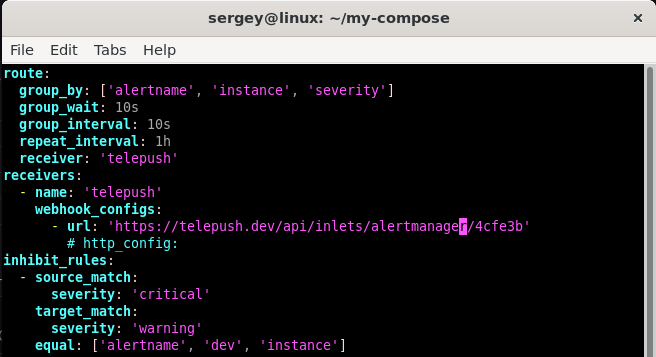 sergey@linux: ~/my-compose
×
File Edit Tabs Help
route:
  group_by: ['alertname', 'instance', 'severity']
  group_wait: 10s
  group_interval: 10s
  repeat_interval: 1h
  receiver: 'telepush'
receivers:
  - name: 'telepush'
    webhook_configs:
      - url: 'https://telepush.dev/api/inlets/alertmanager/4cfe3b'
        # http_config:
inhibit_rules:
  - source_match:
      severity: 'critical'
    target_match:
      severity: 'warning'
    equal: ['alertname', 'dev', 'instance']